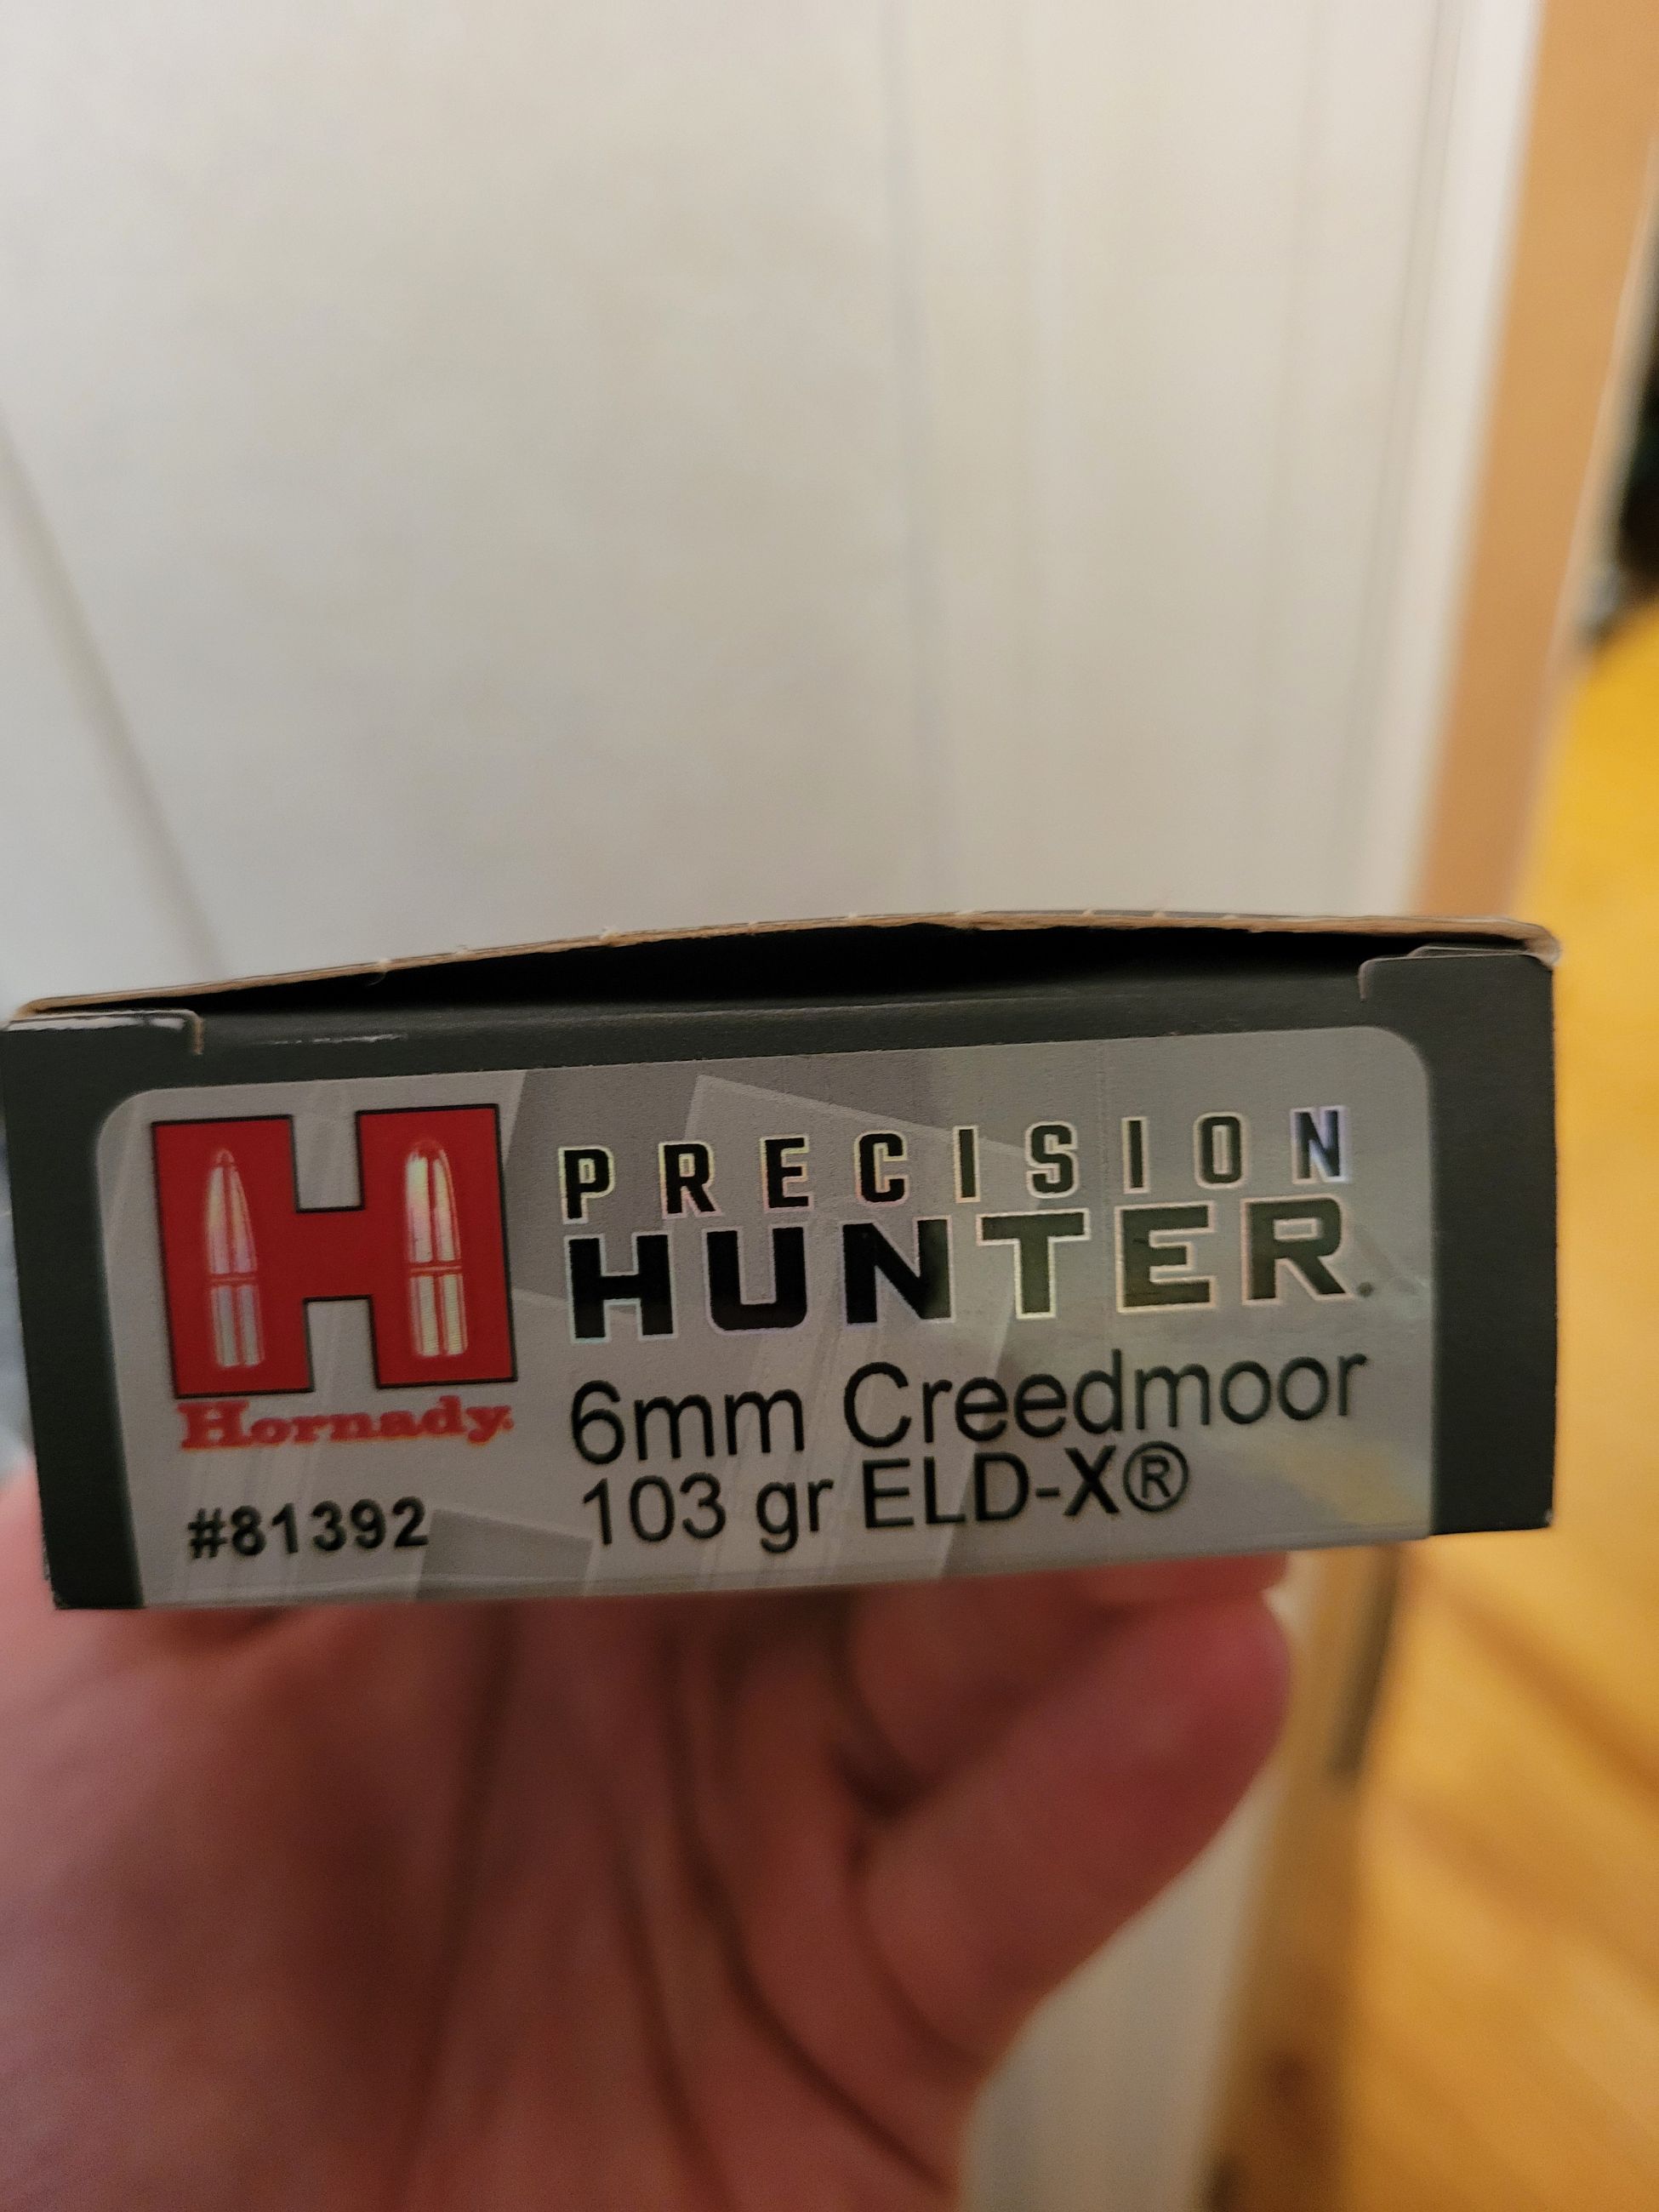 PRECISION
HUNTER.
Hornady.
6mm Creedmoor
103 gr ELD-X®
#81392